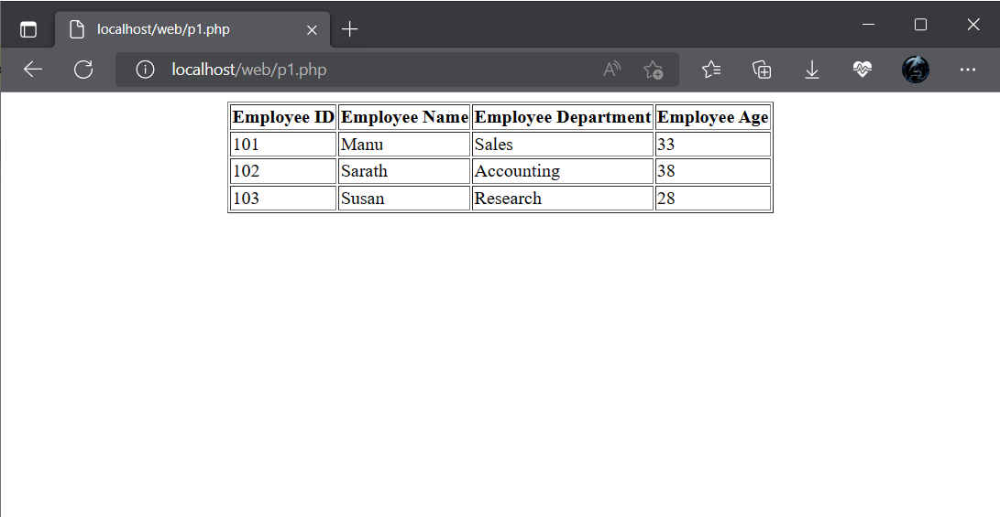 localhost/web/p1.php
localhost/web/p1.php
Employee ID Employee Name Employee Department Employee Age
101 Manu Sales 33
102 Sarath Accounting 38
103 Susan Research 28